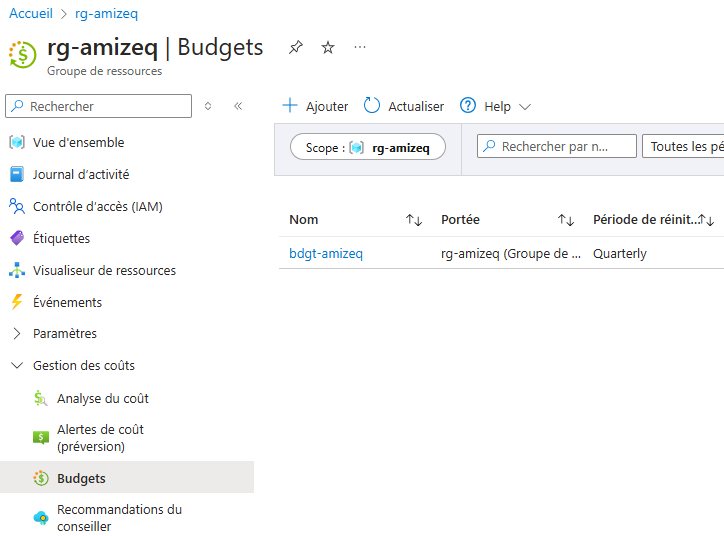 Accueil > rg-amizeq
rg-amizeq | Budgets
Groupe de ressources
Rechercher
Vue d'ensemble
Journal d'activité
Contrôle d'accès (IAM)
Étiquettes
Visualiseur de ressources
Événements
Paramètres
Gestion des coûts
Analyse du coût
Alertes de coût
(préversion)
Budgets
Recommandations du
conseiller
Ajouter Actualiser Help
Scope : rg-amizeq Rechercher par n... Toutes les pé
Nom Portée Période de réinit...
bdgt-amizeq rg-amizeq (Groupe de ... Quarterly